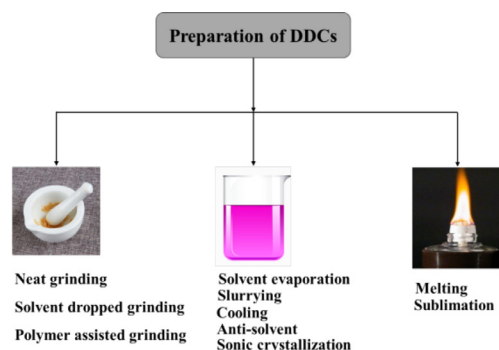 Preparation of DDCs
Neat grinding
Solvent dropped grinding
Polymer assisted grinding
Solvent evaporation
Slurrying
Cooling
Anti-solvent
Sonic crystallization
Melting
Sublimation